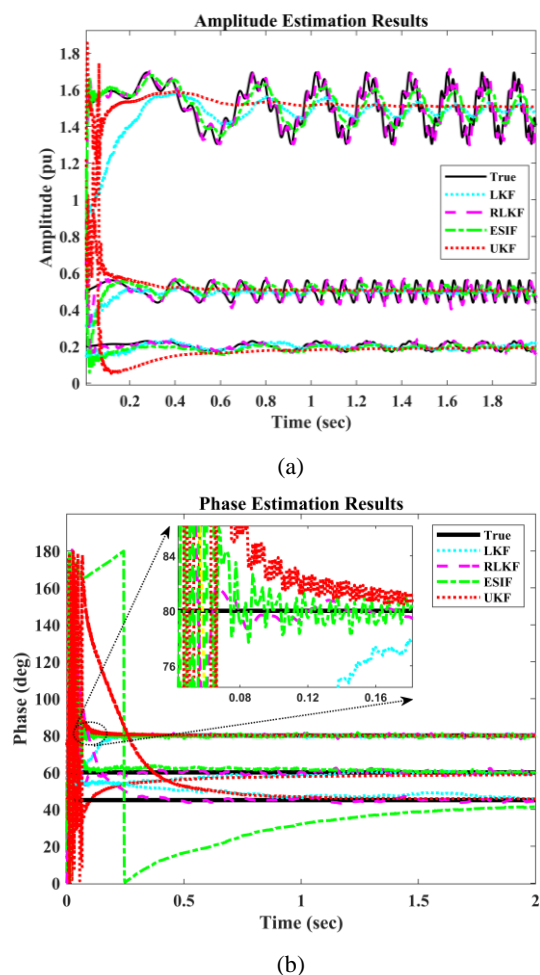 Amplitude Estimation Results
1.8
1.6
1.4
1.2
1
0.8
0.6
0.4
0.2
0
Amplitude (pu)
True
LKF
RLKF
ESIF
UKF
0.2 0.4 0.6 0.8 1 1.2 1.4 1.6 1.8
Time (sec)
(a)
Phase Estimation Results
180
160
140
120
100
80
60
40
20
0
Phase (deg)
84
80
76
0.08 0.12 0.16
True
LKF
RLKF
ESIF
UKF
0 0.5 1 1.5 2
Time (sec)
(b)